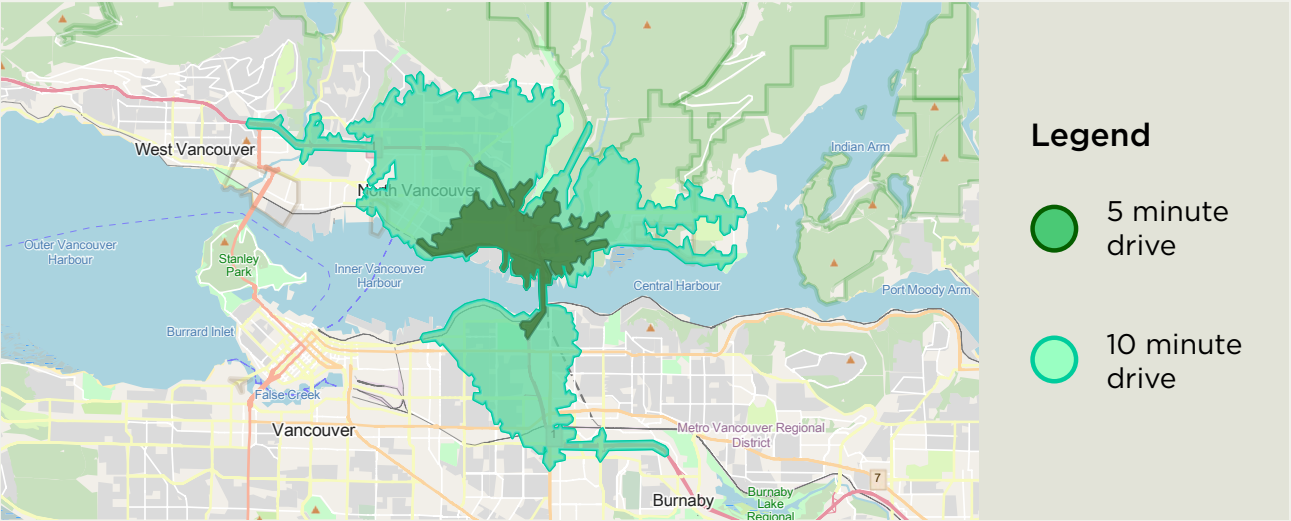 West Vancouver
North Vancouver
Indian Arm
Outer Vancouver
Harbour
Stanley
Park
Inner Vancouver
Harbour
Central Harbour
Port Moody Arm
Burrard Inlet
False Creek
Vancouver
1
Metro Vancouver Regional
District
7
Burnaby
Burnaby
Lake
Regional
Legend
5 minute
drive
10 minute
drive